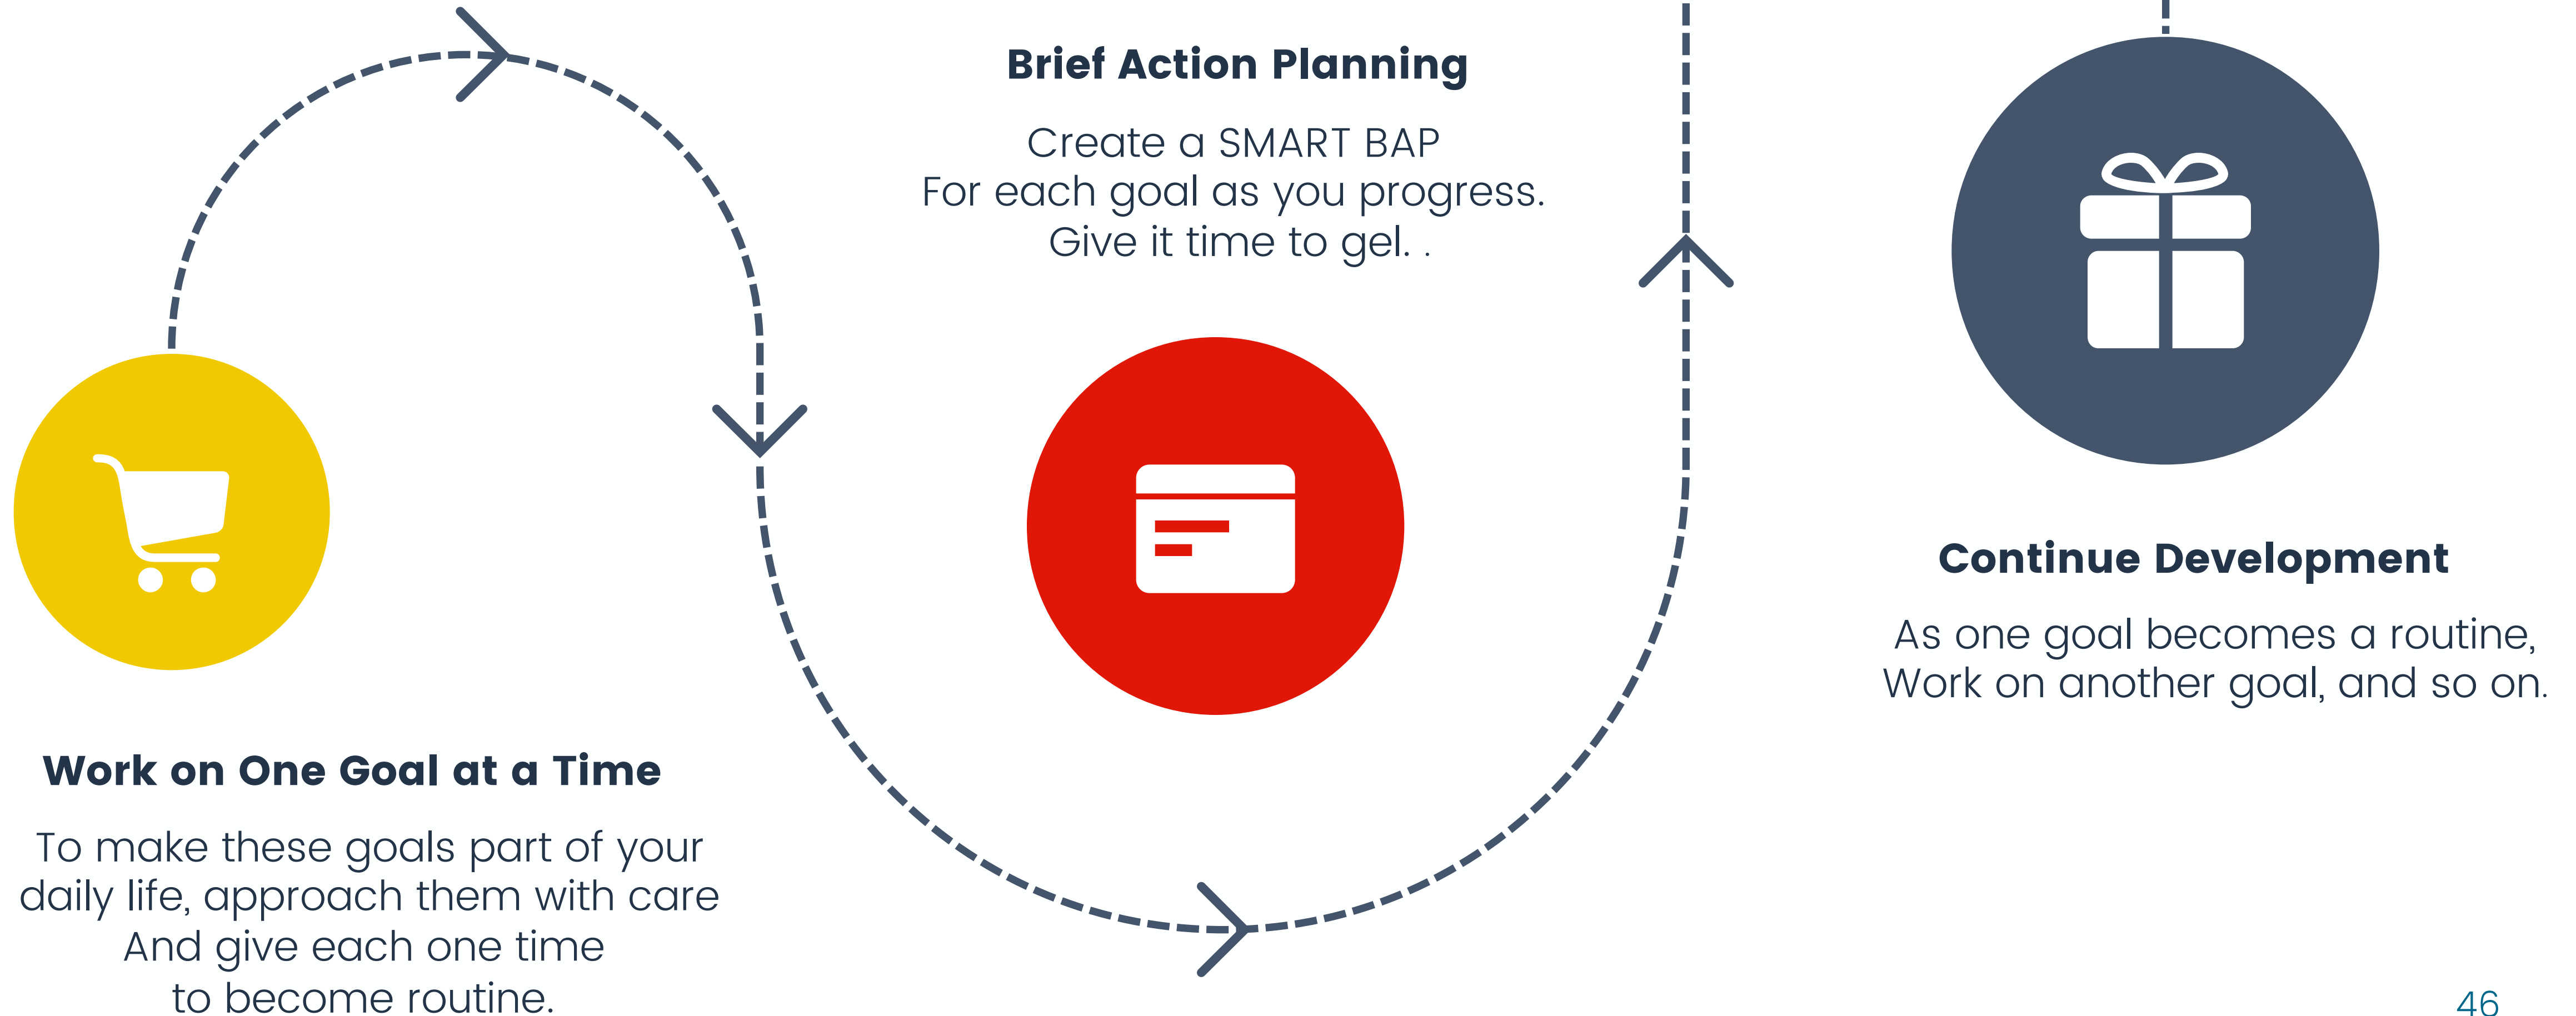 Work on One Goal at a Time
To make these goals part of your
daily life, approach them with care
And give each one time
to become routine.
Brief Action Planning
Create a SMART BAP
For each goal as you progress.
Give it time to gel. .
Continue Development
As one goal becomes a routine,
Work on another goal, and so on.
46